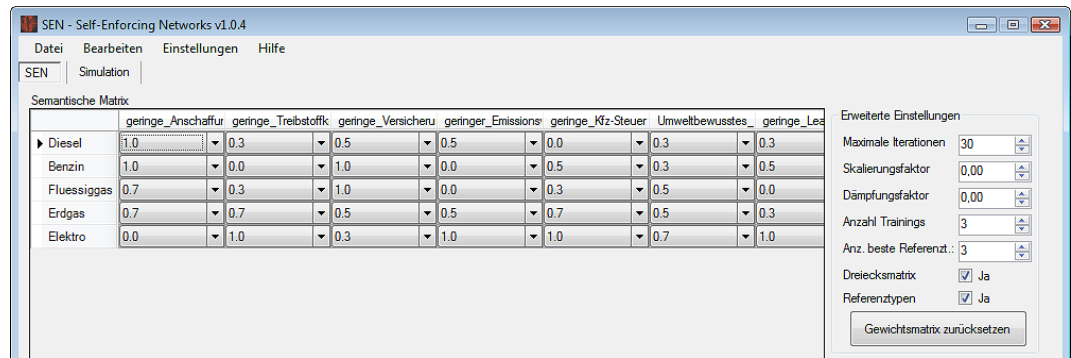 SEN - Self-Enforcing Networks v1.0.4
Datei Bearbeiten Einstellungen Hilfe
SEN Simulation
Semantische Matrix
geringe_Anschaffur geringe_Treibstoffk geringe_Versicheru geringer_Emissions geringe_Kfz-Steuer Umweltbewusstes_ geringe_Lea
Diesel 1.0 0.3 0.5 0.5 0.0 0.3 0.3
Benzin 1.0 0.0 1.0 0.0 0.5 0.3 0.5
Fluessiggas 0.7 0.3 1.0 0.0 0.3 0.5 0.0
Erdgas 0.7 0.7 0.5 0.5 0.7 0.5 0.3
Elektro 0.0 1.0 0.3 1.0 1.0 0.7 1.0
Erweiterte Einstellungen
Maximale Iterationen 30
Skalierungsfaktor 0,00
Dämpfungsfaktor 0,00
Anzahl Trainings 3
Anz. beste Referenzt.: 3
Dreiecksmatrix Ja
Referenztypen Ja
Gewichtsmatrix zurücksetzen